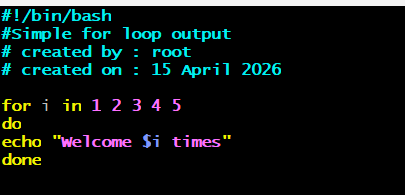 #!/bin/bash
#Simple for loop output
# created by : root
# created on : 15 April 2026

for i in 1 2 3 4 5
do
echo "Welcome $i times"
done